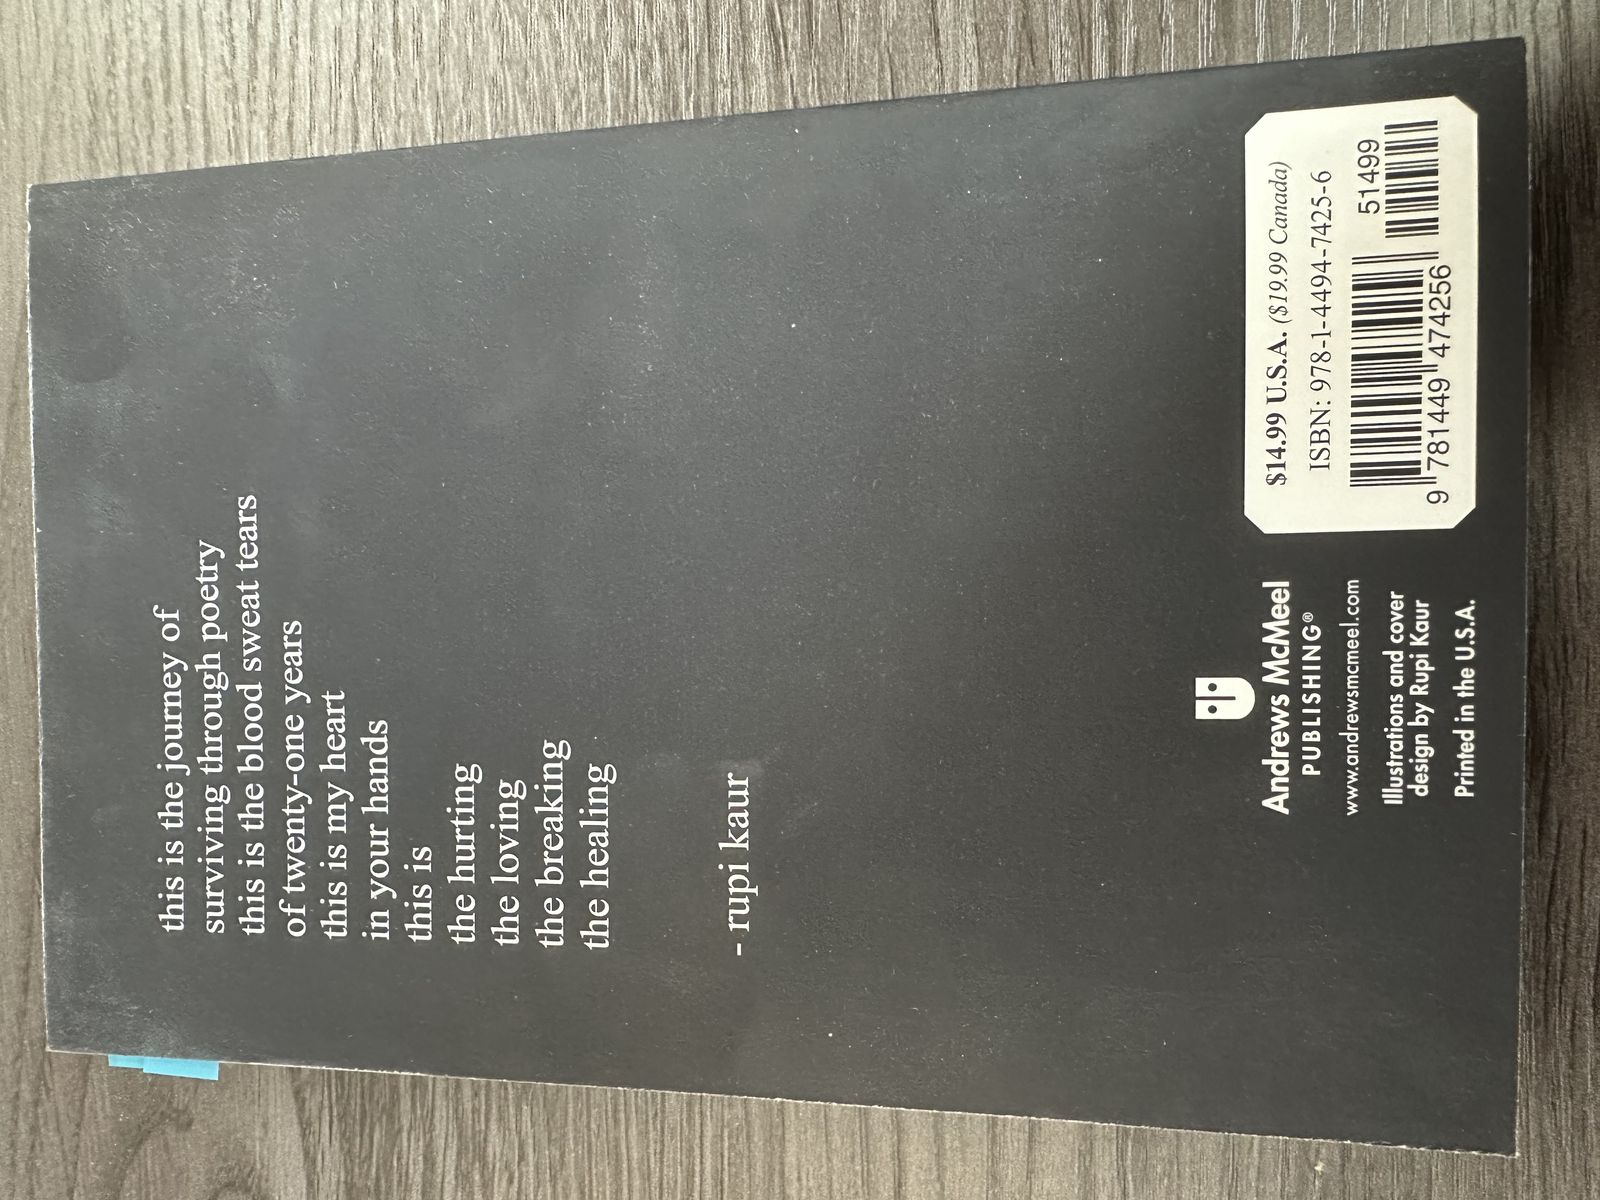 this is the journey of
surviving through poetry
this is the blood sweat tears
of twenty-one years
this is my heart
in your hands
this is
the hurting
the loving
the breaking
the healing
- rupi kaur
Andrews McMeel
PUBLISHING®
www.andrewsmcmeel.com
Illustrations and cover
design by Rupi Kaur
Printed in the U.S.A.
$14.99 U.S.A. ($19.99 Canada)
ISBN: 978-1-4494-7425-6
51499
9 781449 474256